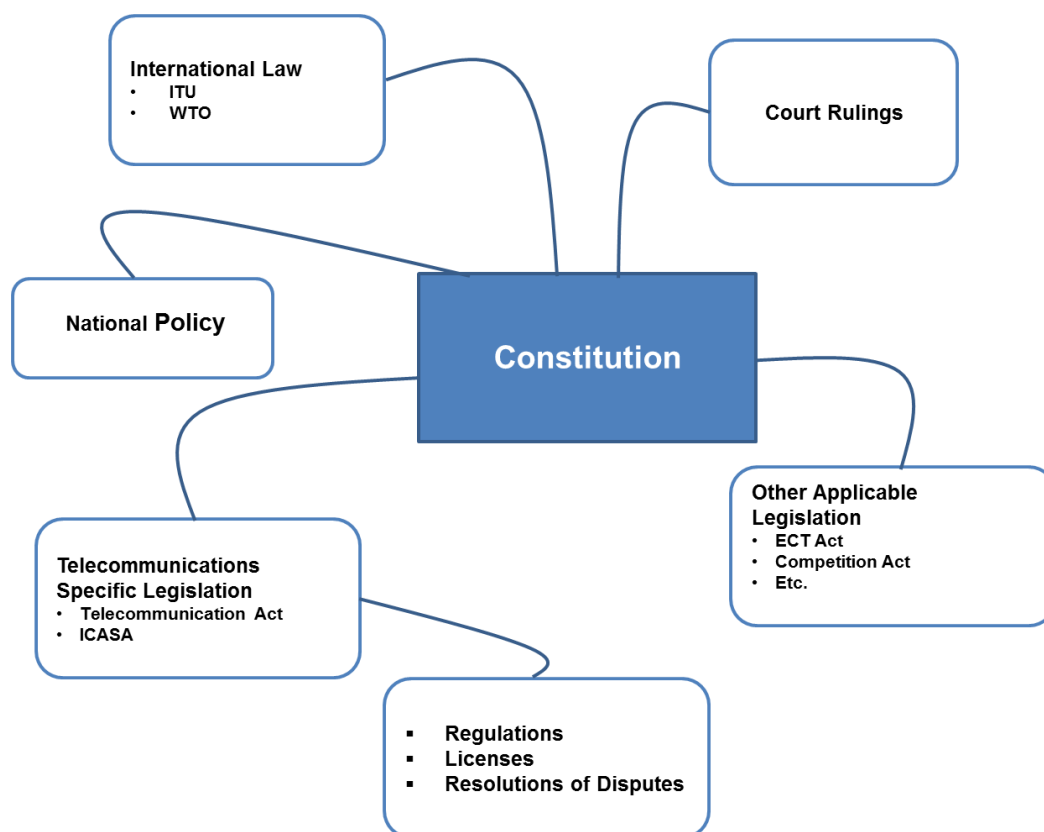 International Law
• ITU
• WTO
Court Rulings
National Policy
Constitution
Other Applicable
Legislation
• ECT Act
• Competition Act
• Etc.
Telecommunications
Specific Legislation
• Telecommunication Act
• ICASA
▪ Regulations
▪ Licenses
▪ Resolutions of Disputes